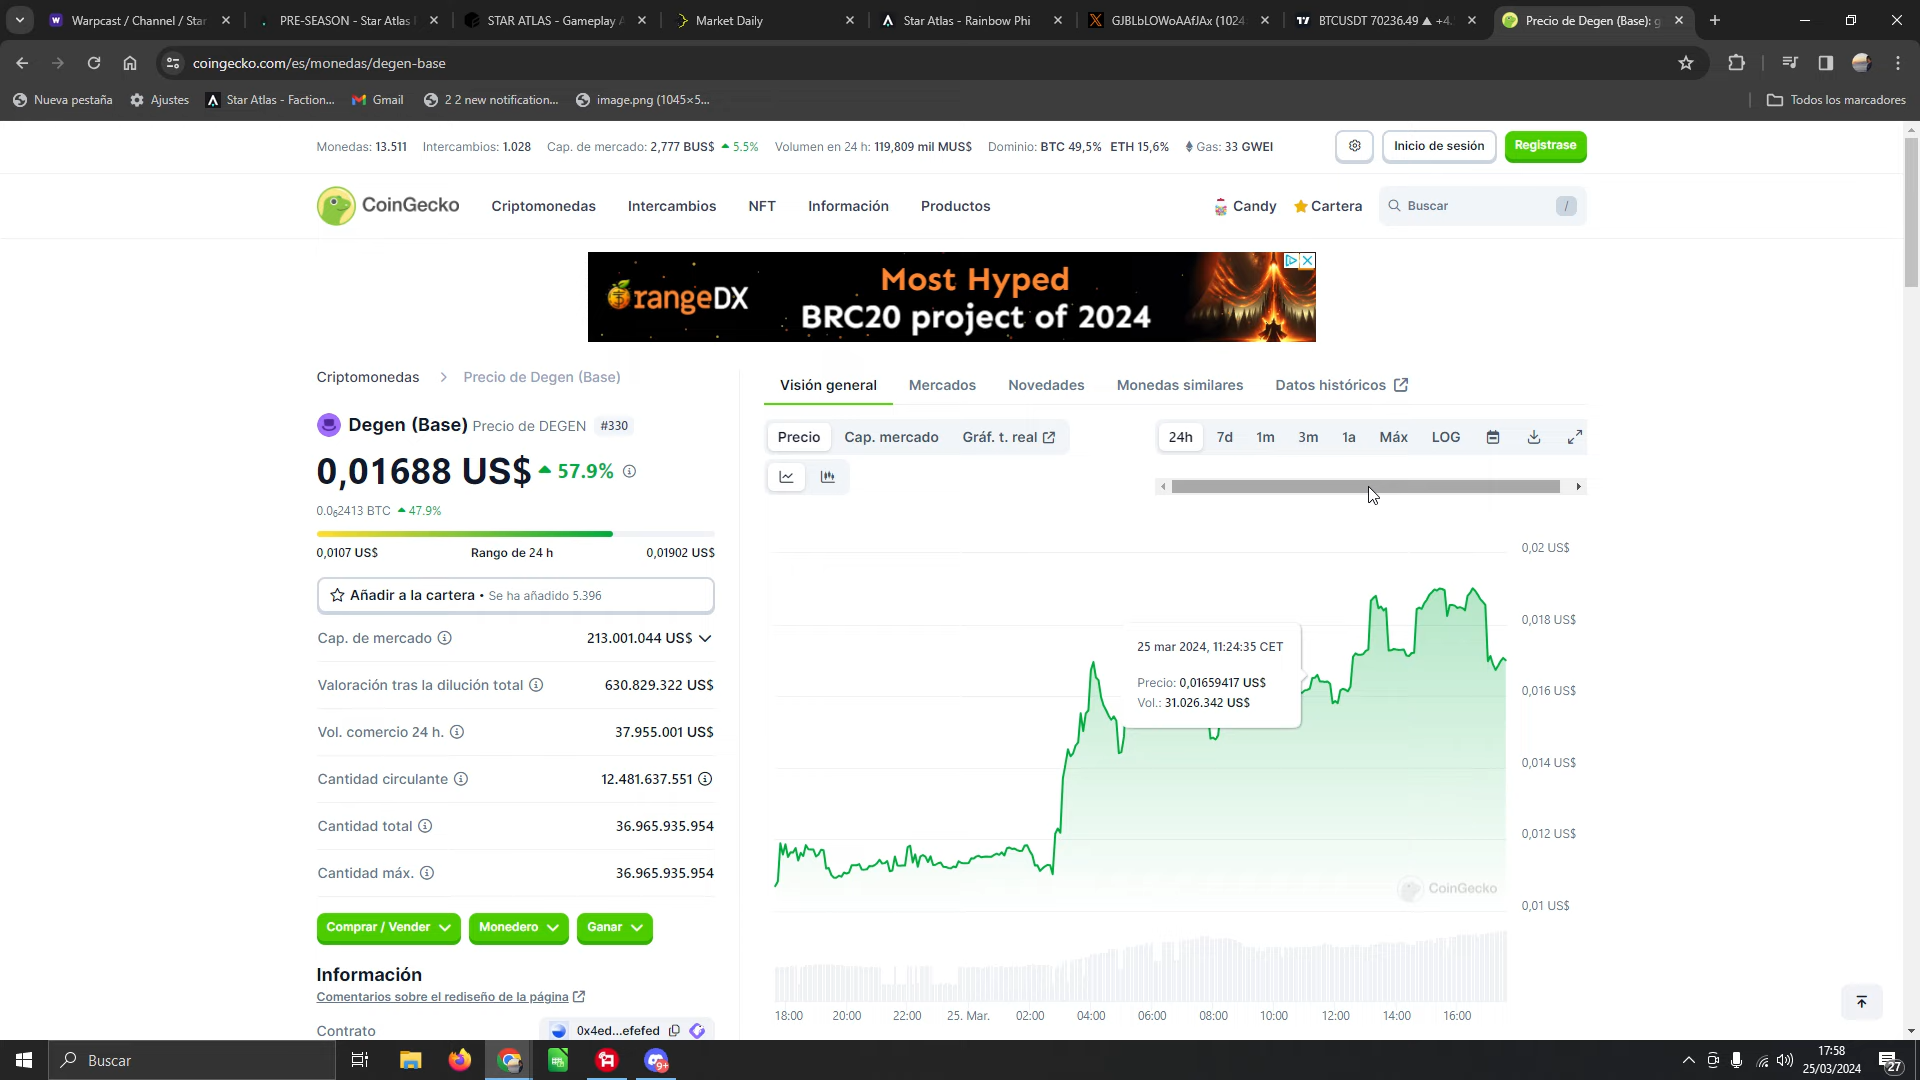 Warpcast / Channel / Star
PRE-SEASON - Star Atlas
STAR ATLAS - Gameplay A
Market Daily
Star Atlas - Rainbow Phi
GJBLbLOWoAAfJAx (1024
BTCUSDT 70236.49 ▲ +4.
Precio de Degen (Base): g
coingecko.com/es/monedas/degen-base
Nueva pestaña
Ajustes
Star Atlas - Faction...
Gmail
2 2 new notification...
image.png (1045×5...
Todos los marcadores
Monedas: 13.511
Intercambios: 1.028
Cap. de mercado: 2,777 BUS$ 5.5%
Volumen en 24 h: 119,809 mil MUS$
Dominio: BTC 49,5% ETH 15,6%
Gas: 33 GWEI
Inicio de sesión
Registrase
CoinGecko
Criptomonedas
Intercambios
NFT
Información
Productos
Candy
Cartera
Buscar /
rangeDX
Most Hyped
BRC20 project of 2024
Criptomonedas
Precio de Degen (Base)
Degen (Base) Precio de DEGEN #330
0,01688 US$ 57.9%
0.0₆2413 BTC 47.9%
0,0107 US$ Rango de 24 h 0,01902 US$
Añadir a la cartera • Se ha añadido 5.396
Cap. de mercado 213.001.044 US$
Valoración tras la dilución total 630.829.322 US$
Vol. comercio 24 h. 37.955.001 US$
Cantidad circulante 12.481.637.551
Cantidad total 36.965.935.954
Cantidad máx. 36.965.935.954
Comprar / Vender
Monedero
Ganar
Información
Comentarios sobre el rediseño de la página
Contrato 0x4ed...efefed
Visión general
Mercados
Novedades
Monedas similares
Datos históricos
Precio
Cap. mercado
Gráf. t. real
24h
7d
1m
3m
1a
Máx
LOG
25 mar 2024, 11:24:35 CET
Precio: 0,01659417 US$
Vol.: 31.026.342 US$
0,02 US$
0,018 US$
0,016 US$
0,014 US$
0,012 US$
0,01 US$
CoinGecko
18:00
20:00
22:00
25. Mar.
02:00
04:00
06:00
08:00
10:00
12:00
14:00
16:00
Buscar
9+
17:58
25/03/2024
27